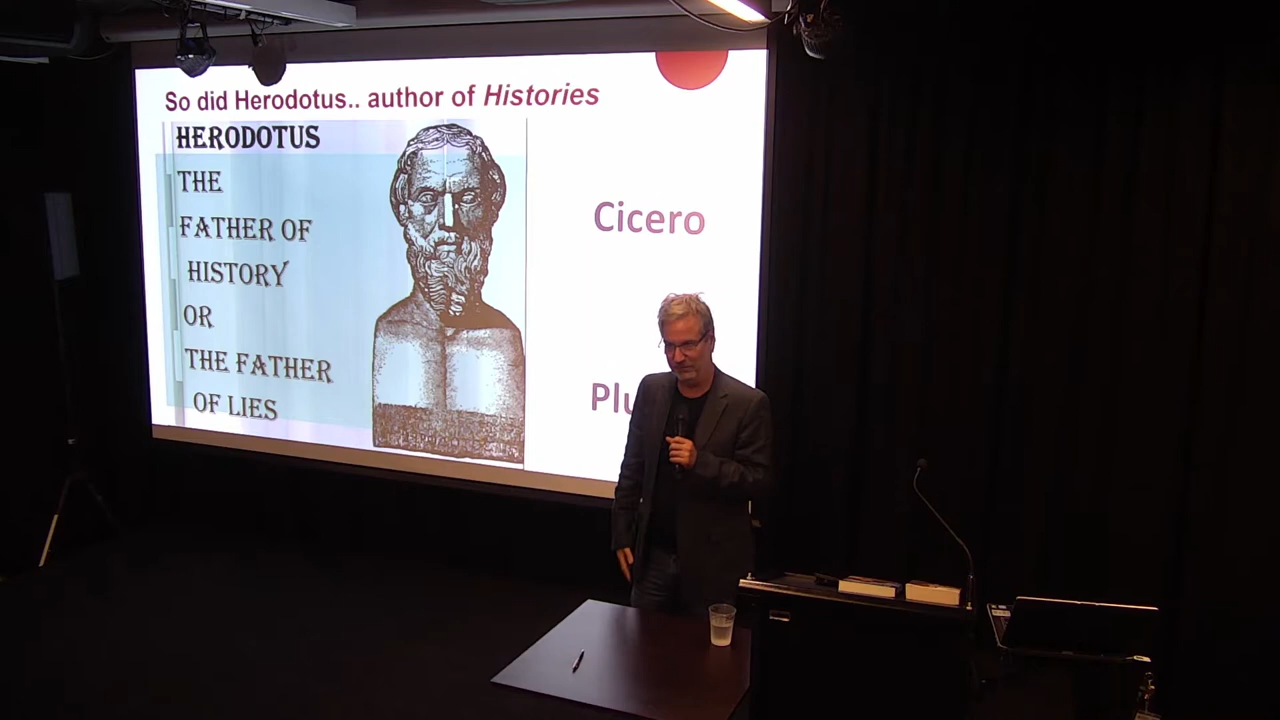 So did Herodotus.. author of Histories
HERODOTUS
THE
FATHER OF
HISTORY
OR
THE FATHER
OF LIES
Cicero